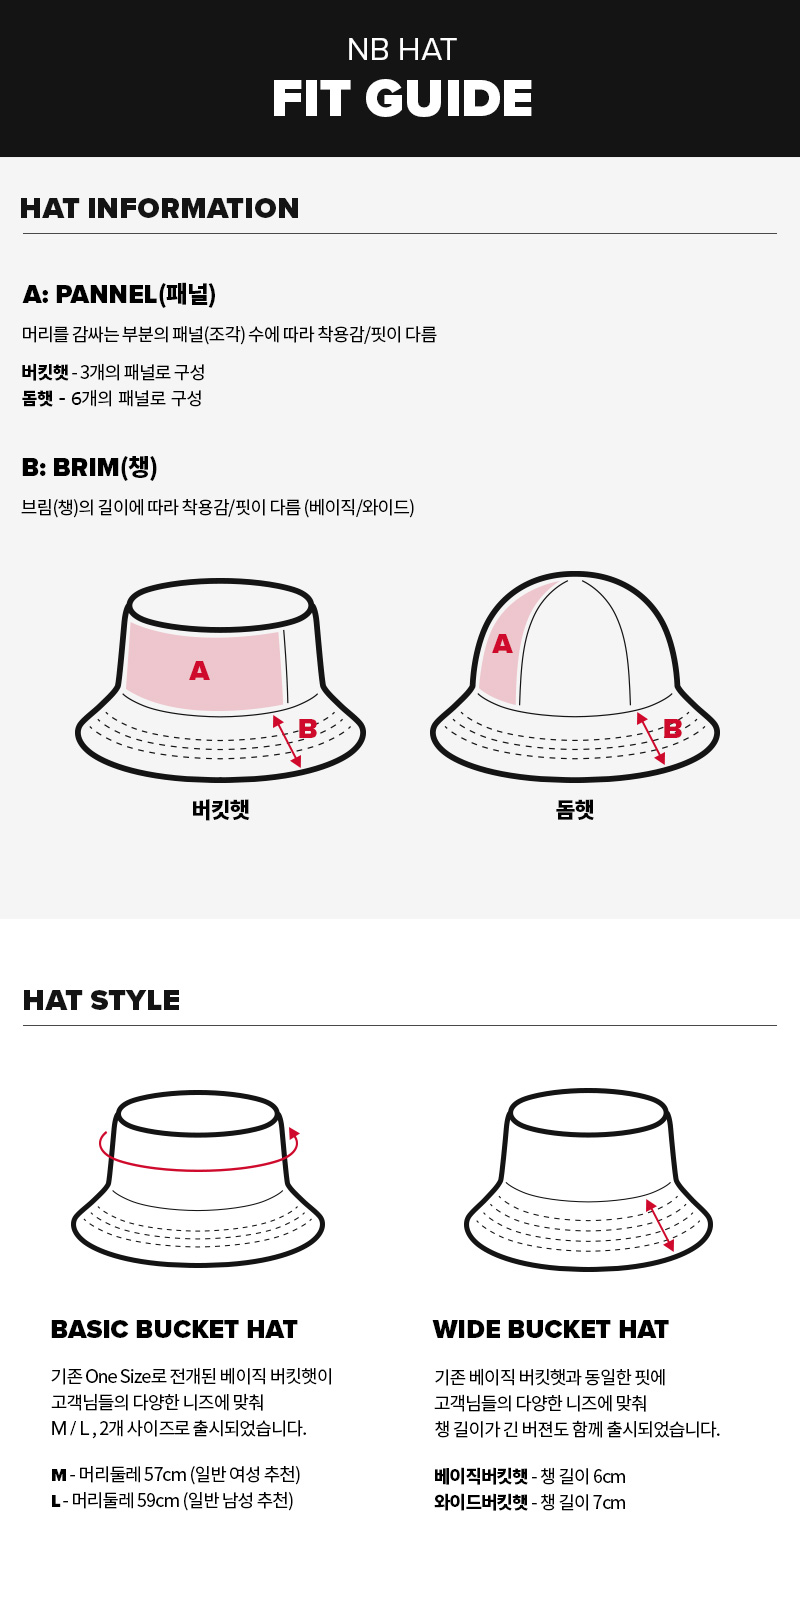 NB HAT
FIT GUIDE
HAT INFORMATION
A: PANNEL(패널)
머리를 감싸는 부분의 패널(조각) 수에 따라 착용감/핏이 다름
버킷햇 - 3개의 패널로 구성
돔햇 - 6개의 패널로 구성
B: BRIM(챙)
브림(챙)의 길이에 따라 착용감/핏이 다름 (베이직/와이드)
A
B
A
B
버킷햇
돔햇
HAT STYLE
BASIC BUCKET HAT
기존 One Size로 전개된 베이직 버킷햇이
고객님들의 다양한 니즈에 맞춰
M / L , 2개 사이즈로 출시되었습니다.
M - 머리둘레 57cm (일반 여성 추천)
L - 머리둘레 59cm (일반 남성 추천)
WIDE BUCKET HAT
기존 베이직 버킷햇과 동일한 핏에
고객님들의 다양한 니즈에 맞춰
챙 길이가 긴 버젼도 함께 출시되었습니다.
베이직버킷햇 - 챙 길이 6cm
와이드버킷햇 - 챙 길이 7cm